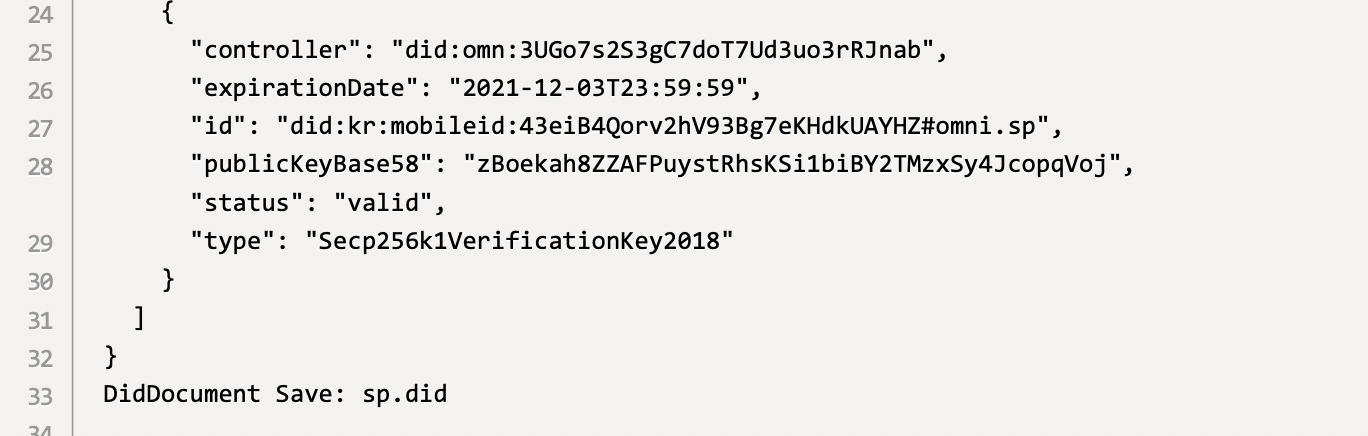 24 {
25 "controller": "did:omn:3UGo7s2S3gC7doT7Ud3uo3rRJnab",
26 "expirationDate": "2021-12-03T23:59:59",
27 "id": "did:kr:mobileid:43eiB4Qorv2hV93Bg7eKHdkUAYHZ#omni.sp",
28 "publicKeyBase58": "zBoekah8ZZAFPuystRhsKSi1biBY2TMzxSy4JcopqVoj",
"status": "valid",
29 "type": "Secp256k1VerificationKey2018"
30 }
31 ]
32 }
33 DidDocument Save: sp.did
34